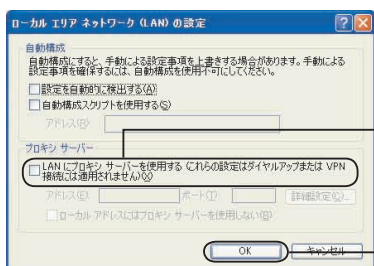 ローカル エリア ネットワーク (LAN) の設定
自動構成
自動構成にすると、手動による設定事項を上書きする場合があります。手動による
設定事項を確保するには、自動構成を使用不可にしてください。
設定を自動的に検出する(A)
自動構成スクリプトを使用する(S)
アドレス(R)
プロキシ サーバー
LAN にプロキシ サーバーを使用する (これらの設定はダイヤルアップまたは VPN
接続には適用されません)(X)
アドレス(E) ポート(T) 詳細設定(C)...
ローカル アドレスにはプロキシ サーバーを使用しない(B)
OK キャンセル